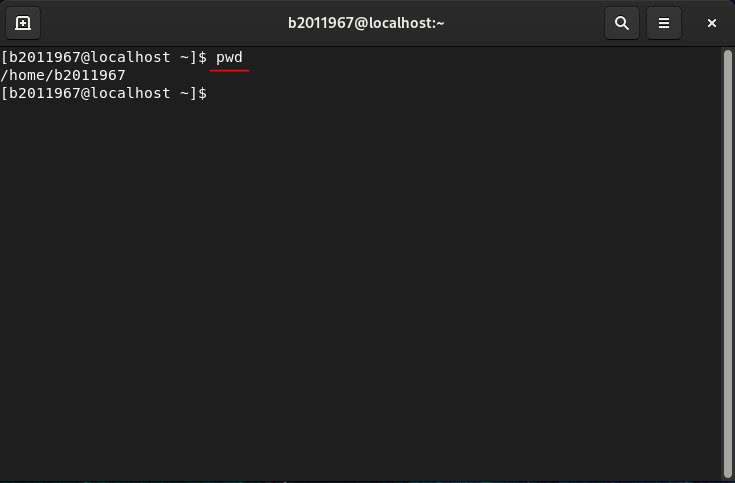 b2011967@localhost:~
[b2011967@localhost ~]$ pwd
/home/b2011967
[b2011967@localhost ~]$